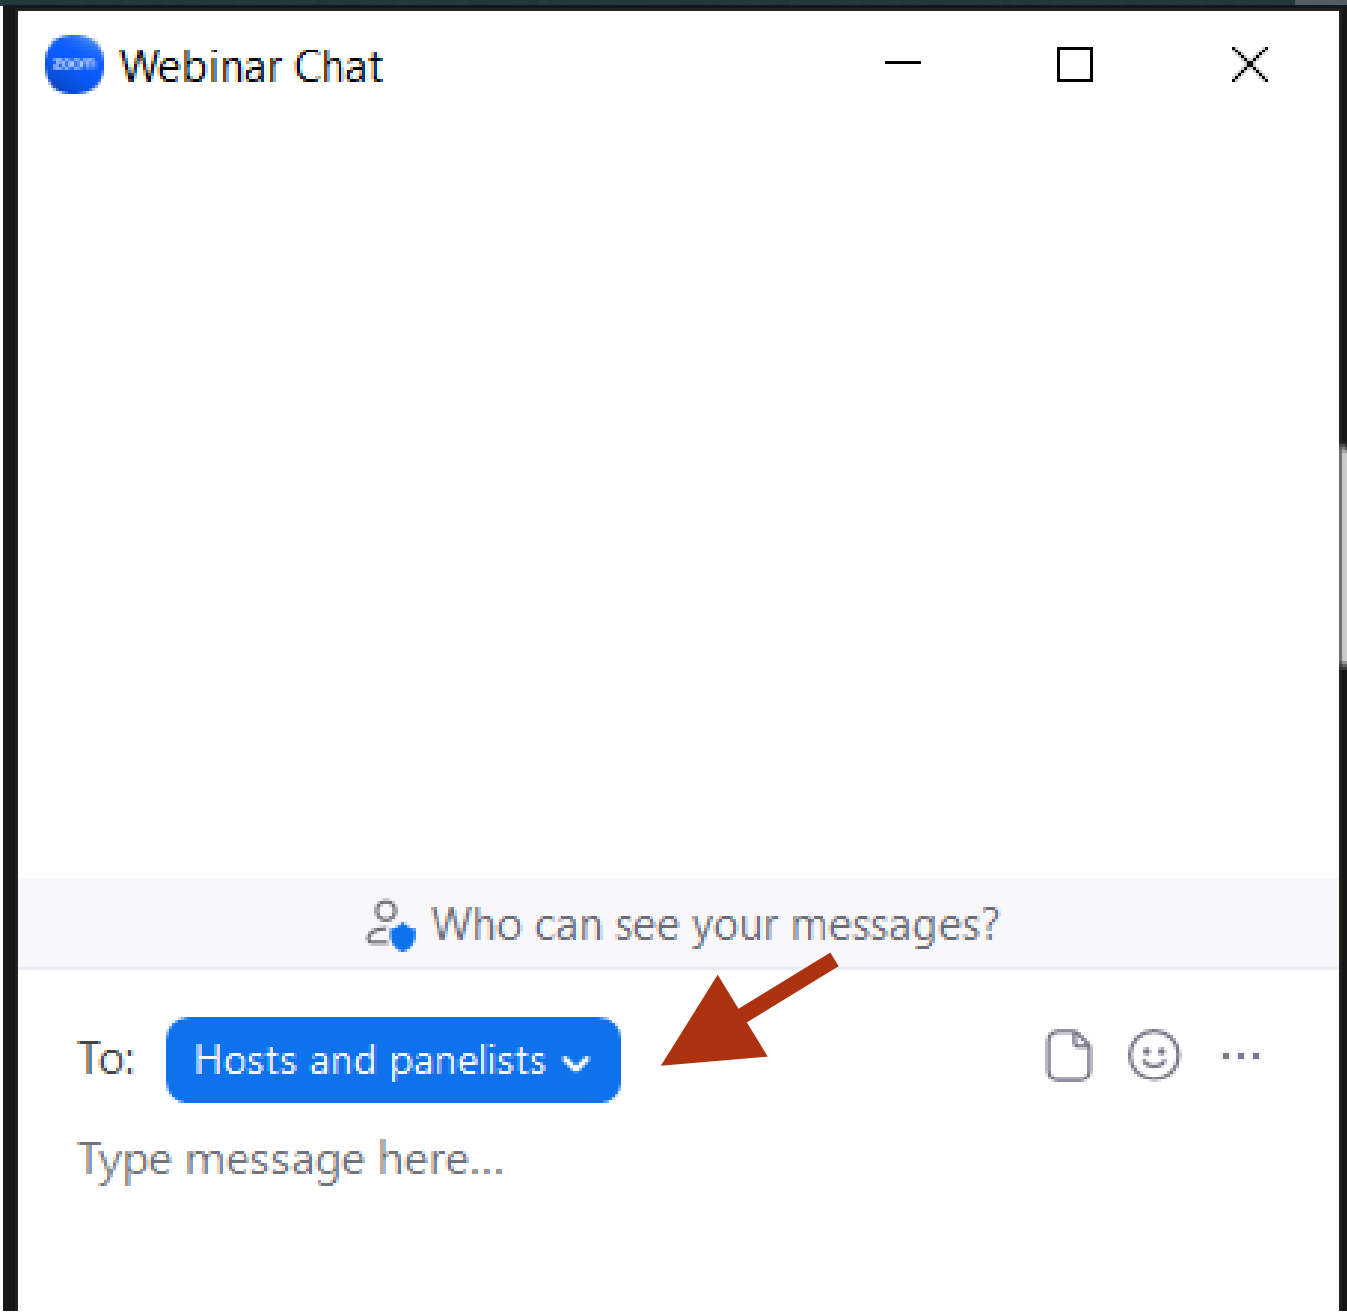 zoom Webinar Chat
Who can see your messages?
To: Hosts and panelists
Type message here...